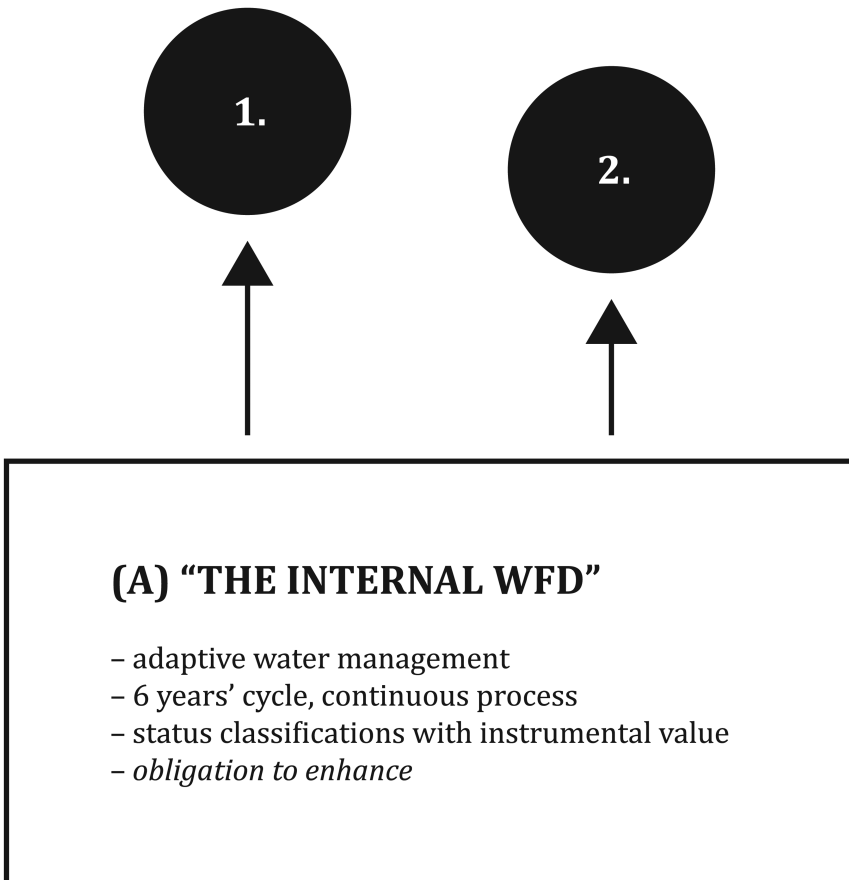 1.
2.
(A) “THE INTERNAL WFD”
– adaptive water management
– 6 years’ cycle, continuous process
– status classifications with instrumental value
– obligation to enhance